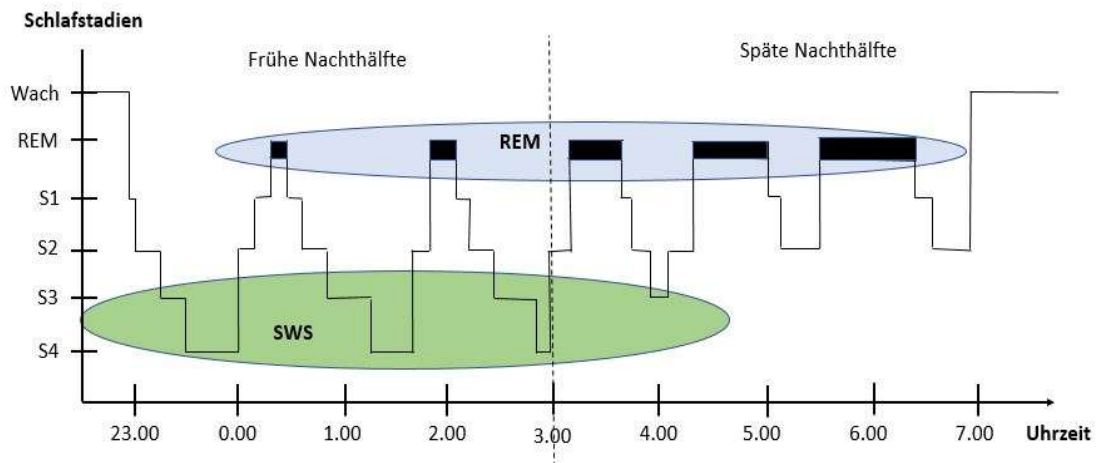 Schlafstadien
Frühe Nachthälfte
Späte Nachthälfte
Wach
REM
REM
S1
S2
S3
SWS
S4
23.00 0.00 1.00 2.00 3.00 4.00 5.00 6.00 7.00 Uhrzeit